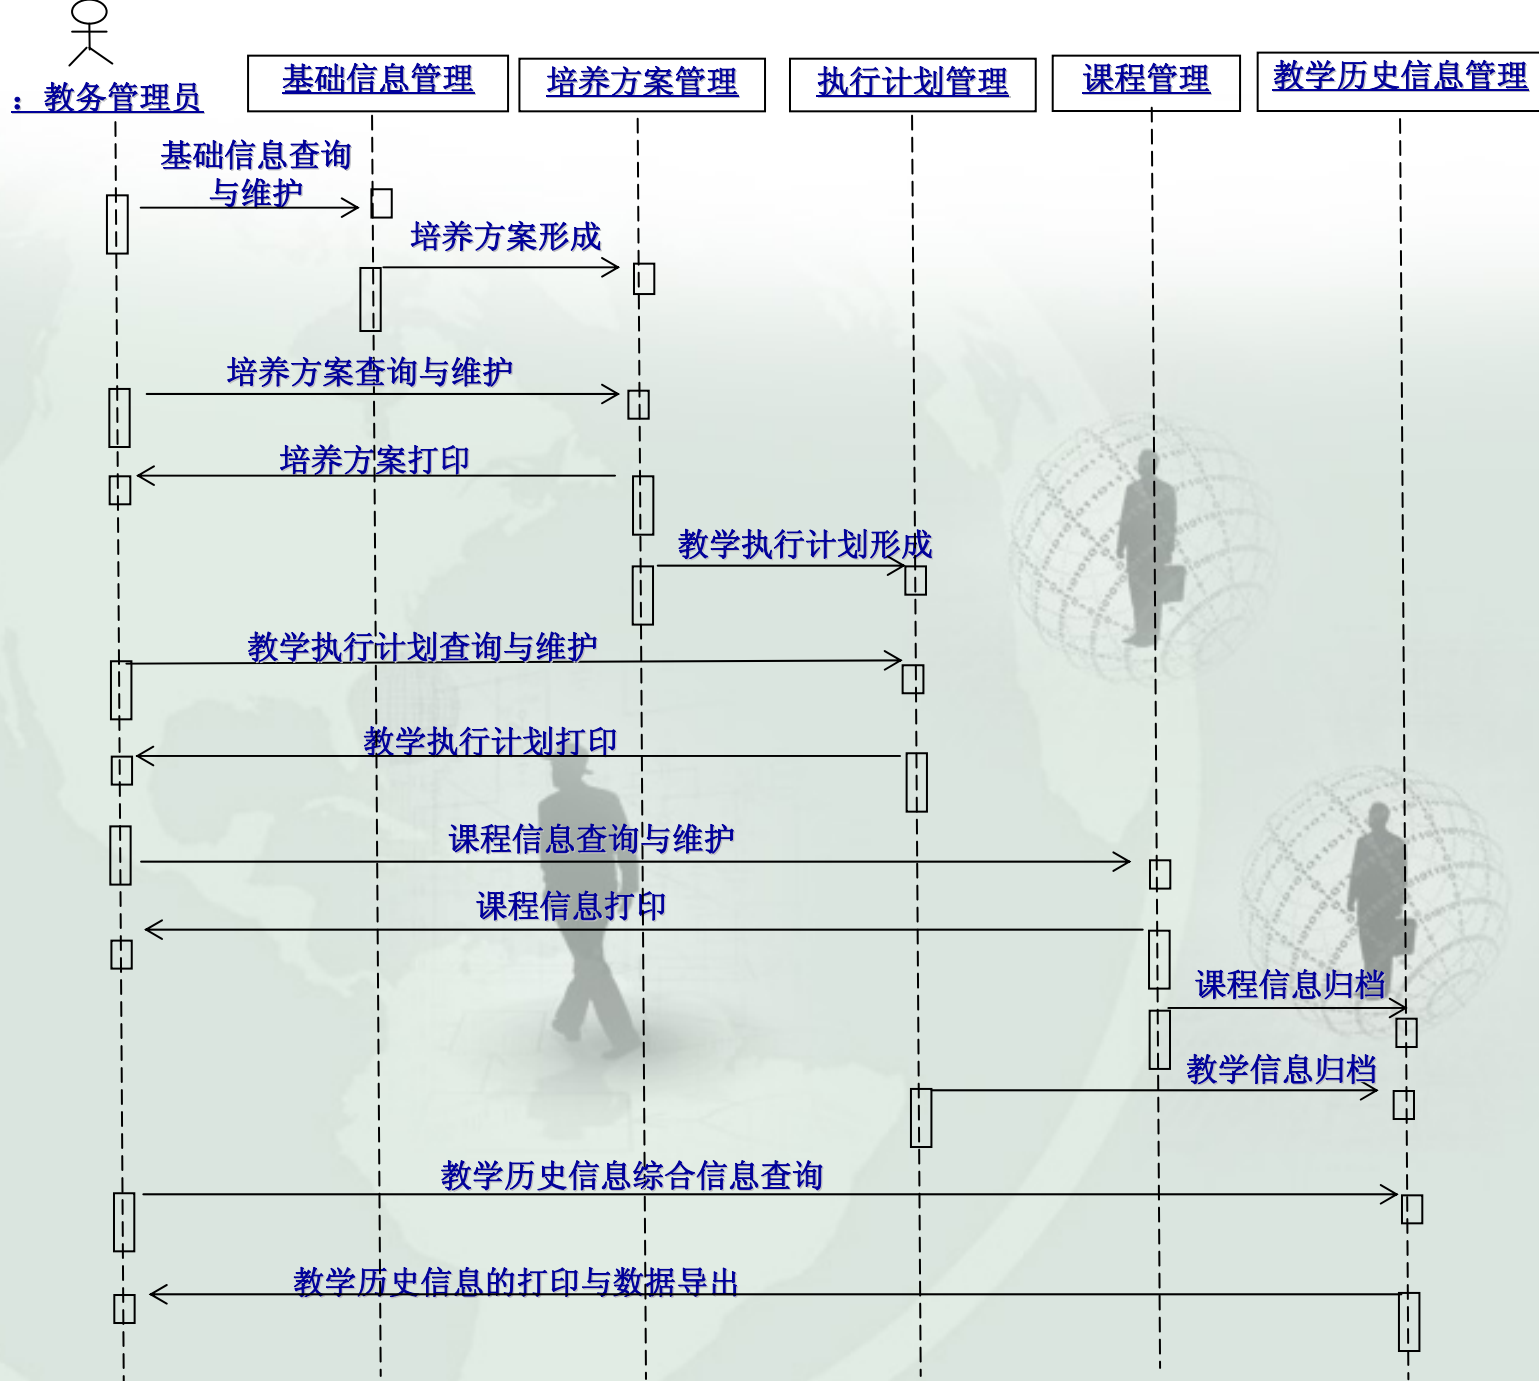 ：教务管理员
基础信息管理
培养方案管理
执行计划管理
课程管理
教学历史信息管理
基础信息查询
与维护
培养方案形成
培养方案查询与维护
培养方案打印
教学执行计划形成
教学执行计划查询与维护
教学执行计划打印
课程信息查询与维护
课程信息打印
课程信息归档
教学信息归档
教学历史信息综合信息查询
教学历史信息的打印与数据导出